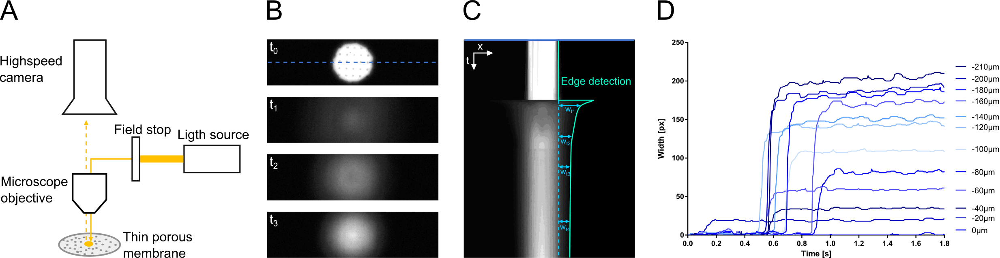 A
Highspeed
camera
Field stop
Ligth source
Microscope
objective
Thin porous
membrane
B
t0
t1
t2
t3
C
x
t
Edge detection
wt1
wt2
wt3
wt4
D
250
200
150
100
50
0
Width [px]
0.0 0.2 0.4 0.6 0.8 1.0 1.2 1.4 1.6 1.8
Time [s]
-210µm
-200µm
-180µm
-160µm
-140µm
-120µm
-100µm
-80µm
-60µm
-40µm
-20µm
0µm